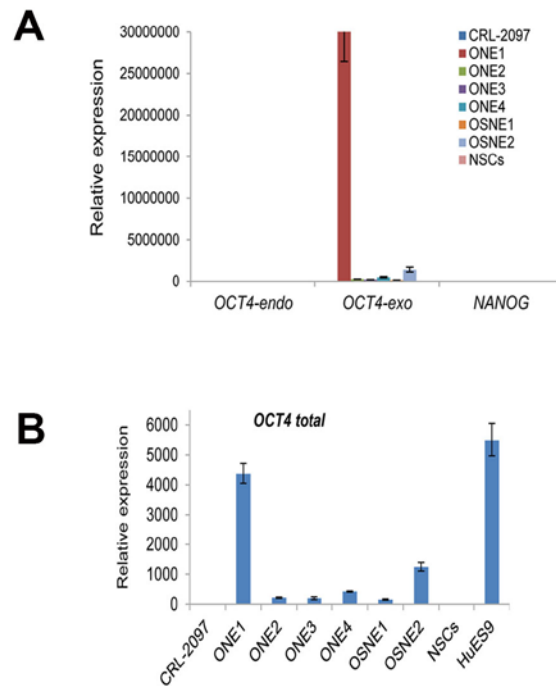 A
Relative expression
30000000
25000000
20000000
15000000
10000000
5000000
0
CRL-2097
ONE1
ONE2
ONE3
ONE4
OSNE1
OSNE2
NSCs
OCT4-endo OCT4-exo NANOG
B
OCT4 total
Relative expression
6000
5000
4000
3000
2000
1000
0
CRL-2097 ONE1 ONE2 ONE3 ONE4 OSNE1 OSNE2 NSCs HuES9